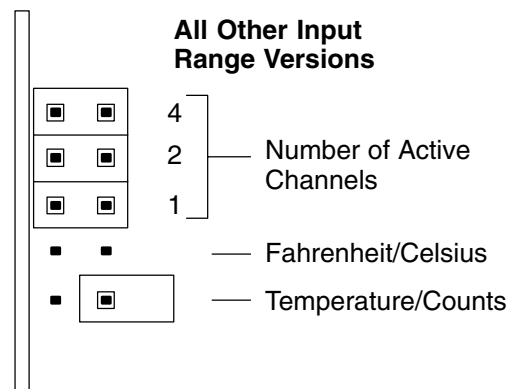 All Other Input
Range Versions
4
2
1
Number of Active
Channels
Fahrenheit/Celsius
Temperature/Counts